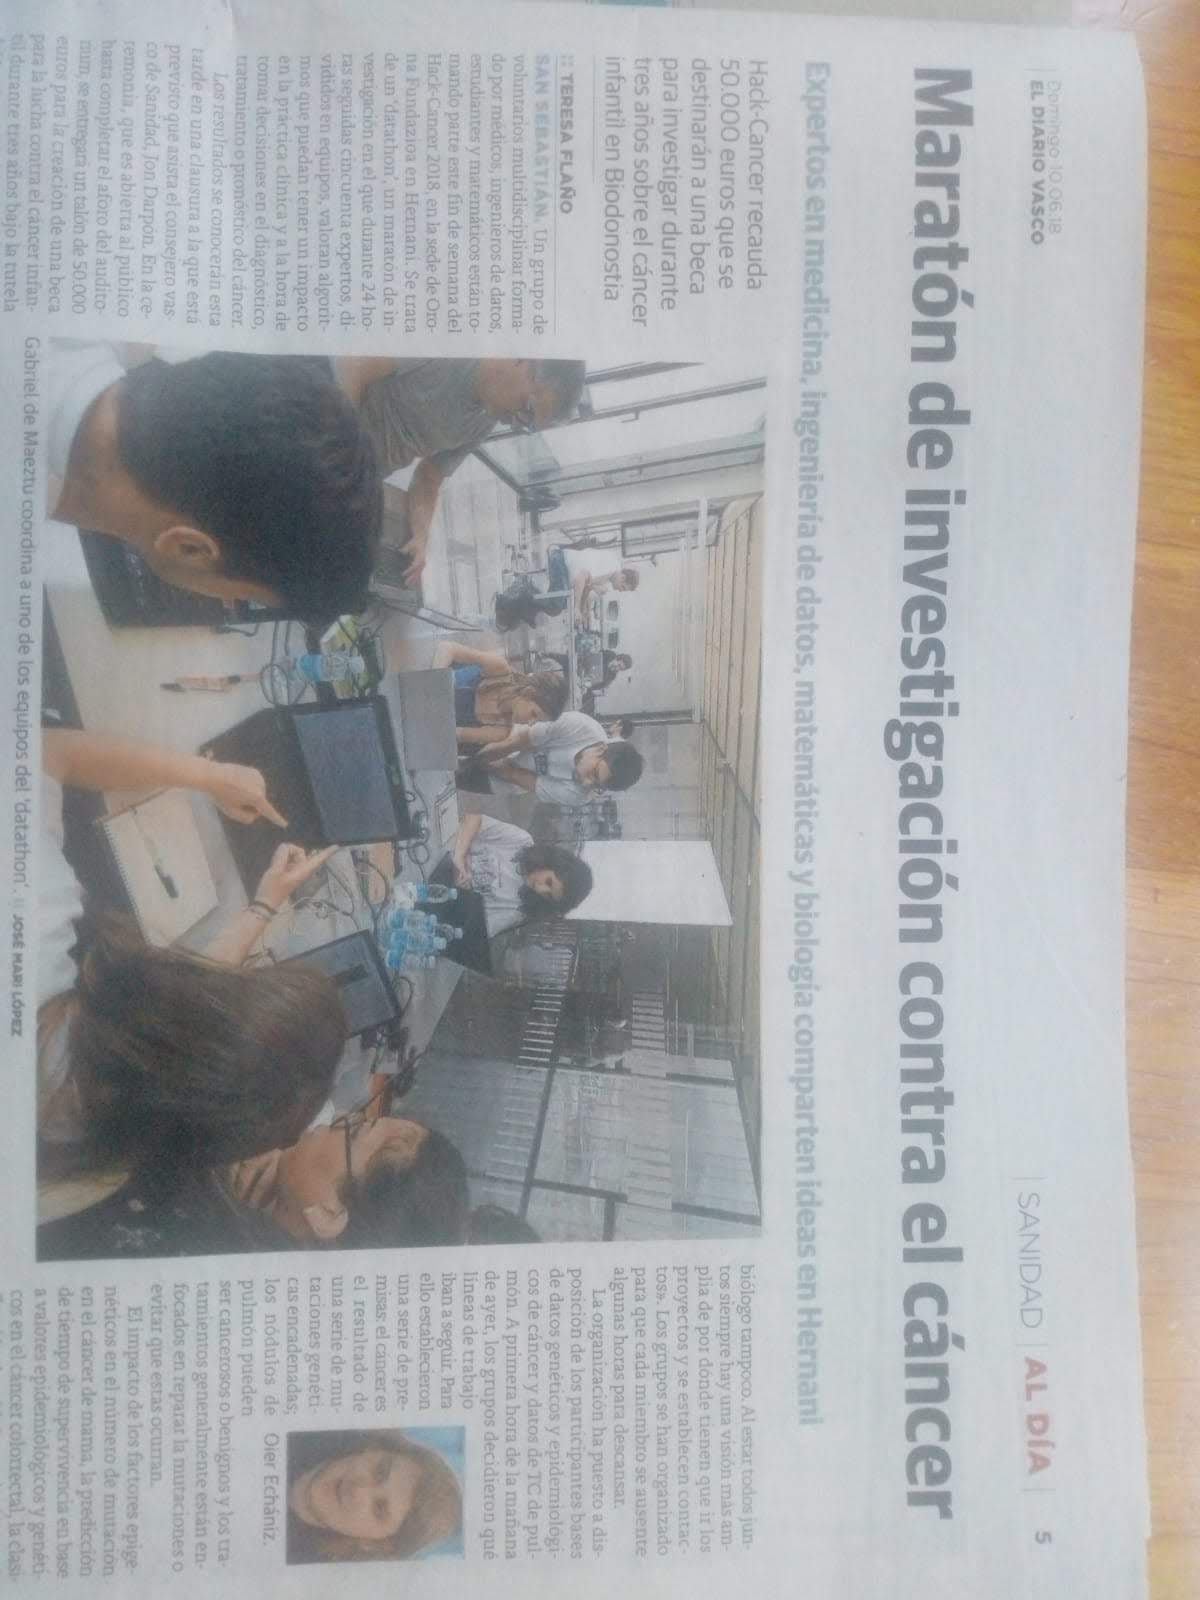 Domingo 10.06.18
EL DIARIO VASCO
| SANIDAD | AL DÍA | 5
Maratón de investigación contra el cáncer
Expertos en medicina, ingeniería de datos, matemáticas y biología comparten ideas en Hernani
Hack-Cancer recauda
50.000 euros que se
destinarán a una beca
para investigar durante
tres años sobre el cáncer
infantil en Biodonostia
:: TERESA FLAÑO
SAN SEBASTIÁN. Un grupo de
voluntarios multidisciplinar forma-
do por médicos, ingenieros de datos,
estudiantes y matemáticos están to-
mando parte este fin de semana del
Hack-Cancer 2018, en la sede de Oro-
na Fundazioa en Hernani. Se trata
de un 'datathon', un maratón de in-
vestigación en el que durante 24 ho-
ras seguidas cincuenta expertos, di-
vididos en equipos, valoran algorit-
mos que puedan tener un impacto
en la práctica clínica y a la hora de
tomar decisiones en el diagnóstico,
tratamiento o pronóstico del cáncer.
Los resultados se conocerán esta
tarde en una clausura a la que está
previsto que asista el consejero vas-
co de Sanidad, Jon Darpón. En la ce-
remonia, que es abierta al público
hasta completar el aforo del audito-
rium, se entregará un talón de 50.000
euros para la creación de una beca
para la lucha contra el cáncer infan-
til durante tres años bajo la tutela
Gabriel de Maeztu coordina a uno de los equipos del 'datathon'. :: JOSÉ MARI LÓPEZ
biólogo tampoco. Al estar todos jun-
tos siempre hay una visión más am-
plia de por dónde tienen que ir los
proyectos y se establecen contac-
tos». Los grupos se han organizado
para que cada miembro se ausente
algunas horas para descansar.
La organización ha puesto a dis-
posición de los participantes bases
de datos genéticos y epidemiológi-
cos de cáncer y datos de TC de pul-
món. A primera hora de la mañana
de ayer, los grupos decidieron qué
líneas de trabajo
iban a seguir. Para
ello establecieron
una serie de pre-
misas: el cáncer es
el resultado de
una serie de mu-
taciones genéti-
cas encadenadas;
los nódulos de
pulmón pueden
ser cancerosos o benignos y los tra-
tamientos generalmente están en-
focados en reparar la mutaciones o
evitar que estas ocurran.
El impacto de los factores epige-
néticos en el número de mutación
en el cáncer de mama, la predicción
de tiempo de supervivencia en base
a valores epidemiológicos y genéti-
cos en el cáncer colorrectal, la clasi-
Oier Echániz.